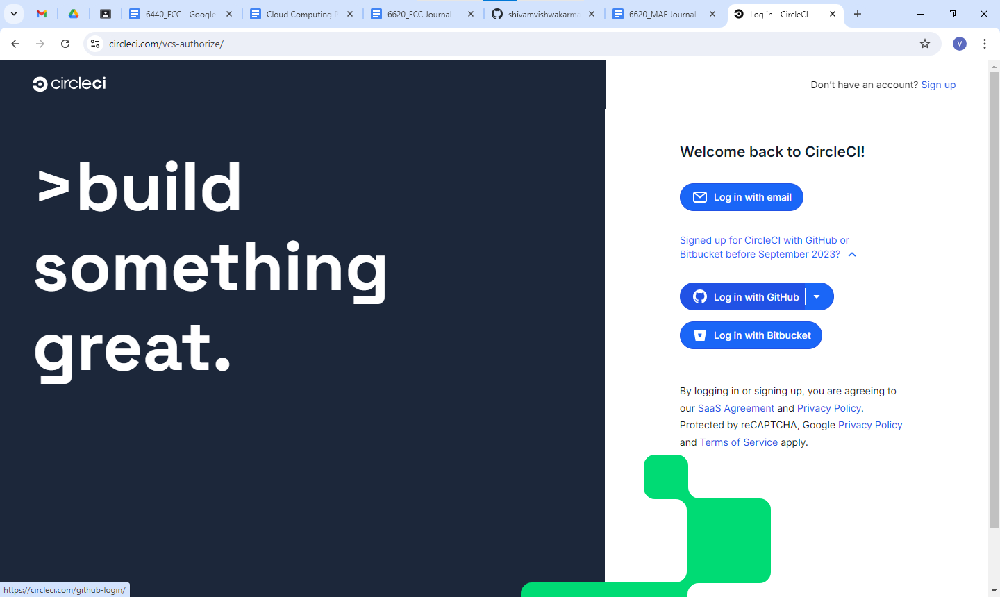 6440_FCC - Google
Cloud Computing P
6620_FCC Journal -
shivamvishwakarma
6620_MAF Journal -
Log in - CircleCI
circleci.com/vcs-authorize/
V
circleci
Don’t have an account? Sign up
>build
something
great.
Welcome back to CircleCI!
Log in with email
Signed up for CircleCI with GitHub or
Bitbucket before September 2023?
Log in with GitHub
Log in with Bitbucket
By logging in or signing up, you are agreeing to
our SaaS Agreement and Privacy Policy.
Protected by reCAPTCHA, Google Privacy Policy
and Terms of Service apply.
https://circleci.com/github-login/